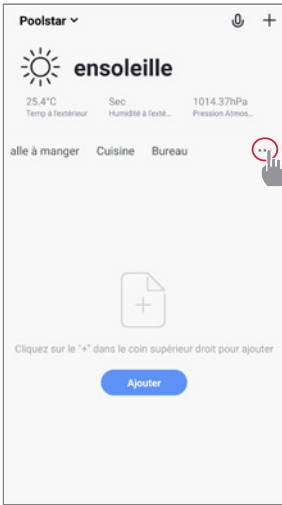 Poolstar
ensoleille
25.4°C Sec 1014.37hPa
Temp à l'extérieur Humidité à l'exté... Pression Atmos...
alle à manger Cuisine Bureau ...
Cliquez sur le "+" dans le coin supérieur droit pour ajouter
Ajouter